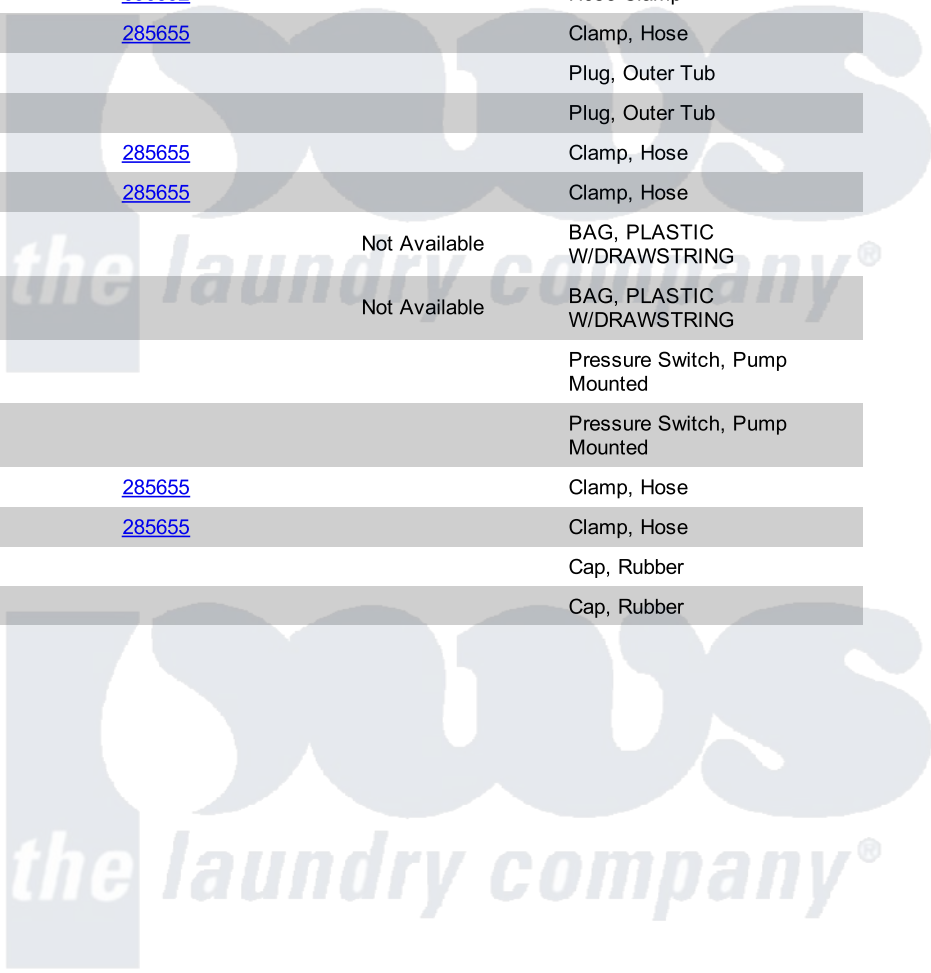 285655 Clamp, Hose
Plug, Outer Tub
Plug, Outer Tub
285655 Clamp, Hose
285655 Clamp, Hose
Not Available BAG, PLASTIC
W/DRAWSTRING
the laundry company®
Not Available BAG, PLASTIC
W/DRAWSTRING
Pressure Switch, Pump
Mounted
Pressure Switch, Pump
Mounted
285655 Clamp, Hose
285655 Clamp, Hose
Cap, Rubber
Cap, Rubber
pws
the laundry company®